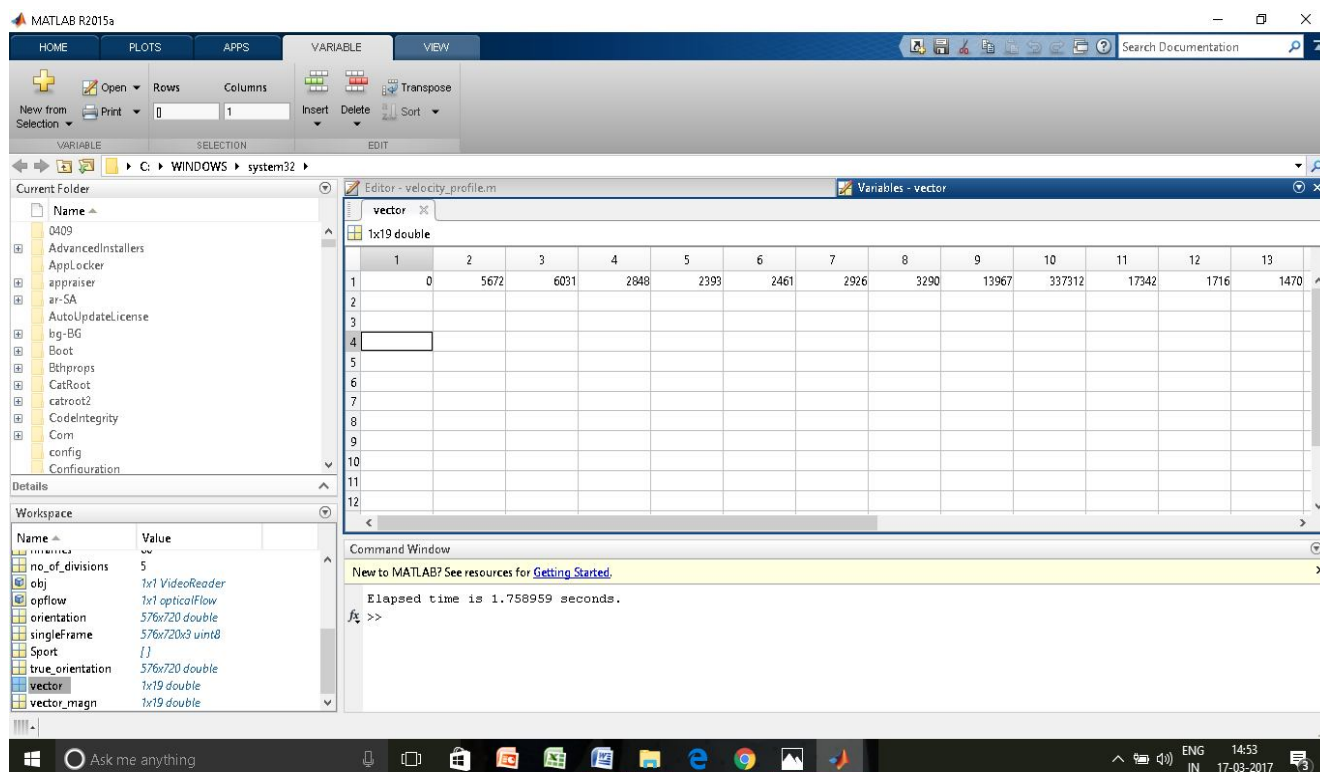 MATLAB R2015a
HOME PLOTS APPS VARIABLE VIEW Search Documentation
New from Selection Open Print Rows Columns 1 Insert Delete Transpose Sort
VARIABLE SELECTION EDIT
C: WINDOWS system32
Current Folder
Name
0409
AdvancedInstallers
AppLocker
appraiser
ar-SA
AutoUpdateLicense
bg-BG
Boot
Bthprops
CatRoot
catroot2
CodeIntegrity
Com
config
Configuration
Details
Workspace
Name Value
no_of_divisions 5
obj 1x1 VideoReader
opflow 1x1 opticalFlow
orientation 576x720 double
singleFrame 576x720x3 uint8
Sport []
true_orientation 576x720 double
vector 1x19 double
vector_magn 1x19 double
Editor - velocity_profile.m Variables - vector
vector
1x19 double
1 2 3 4 5 6 7 8 9 10 11 12 13
1 0 5672 6031 2848 2393 2461 2926 3290 13967 337312 17342 1716 1470
2
3
4
5
6
7
8
9
10
11
12
Command Window
New to MATLAB? See resources for Getting Started.
Elapsed time is 1.758959 seconds.
fx >>
Ask me anything
ENG 14:53
IN 17-03-2017